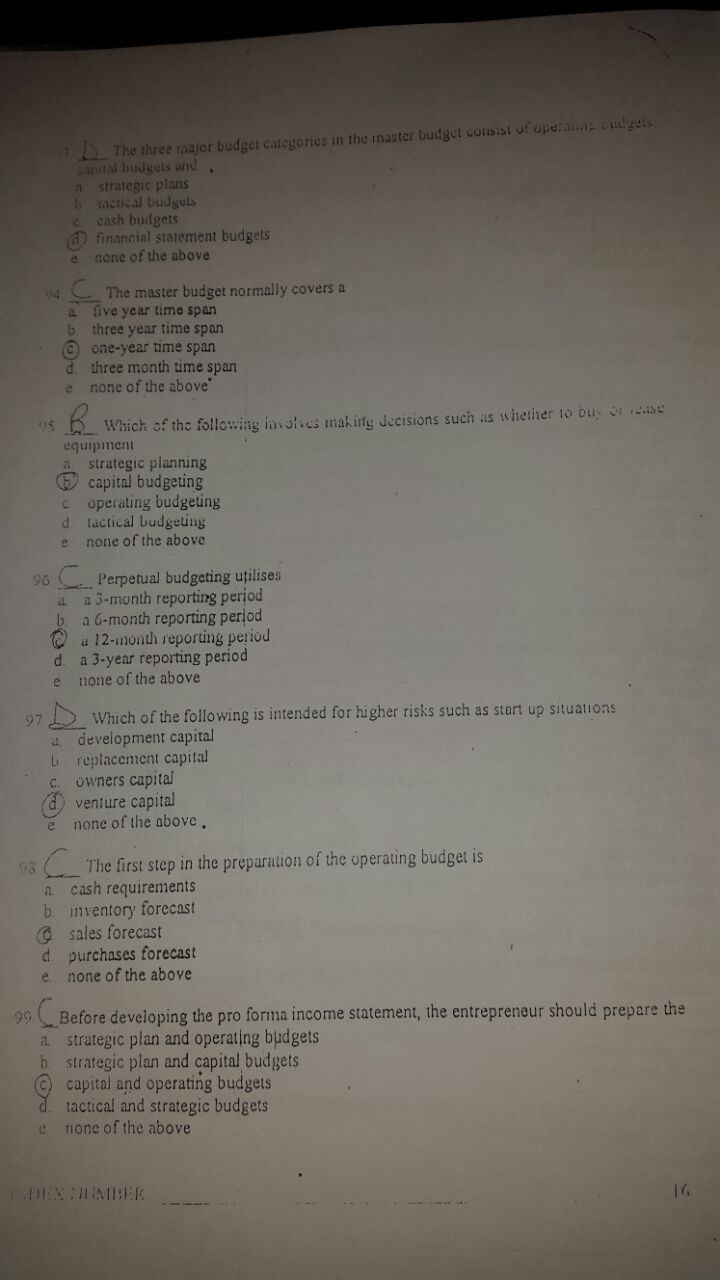 93 D The three major budget categories in the master budget consist of operating budgets.
capital budgets and .
a strategic plans
b tactical budgets
c cash budgets
d financial statement budgets
e. none of the above
94 C The master budget normally covers a
a five year time span
b. three year time span
c one-year time span
d. three month time span
e. none of the above
95 B Which of the following involves making decisions such as whether to buy or lease
equipment
a. strategic planning
b capital budgeting
c. operating budgeting
d. tactical budgeting
e. none of the above
96. C Perpetual budgeting utilises
a. a 3-month reporting period
b. a 6-month reporting period
c a 12-month reporting period
d. a 3-year reporting period
e none of the above
97 D Which of the following is intended for higher risks such as start up situations
a. development capital
b replacement capital
c. owners capital
d venture capital
e none of the above .
98 C The first step in the preparation of the operating budget is
a. cash requirements
b. inventory forecast
c sales forecast
d purchases forecast
e. none of the above
99 C Before developing the pro forma income statement, the entrepreneur should prepare the
a strategic plan and operating budgets
b. strategic plan and capital budgets
c capital and operating budgets
d. tactical and strategic budgets
e. none of the above
INDEX NUMBER 16